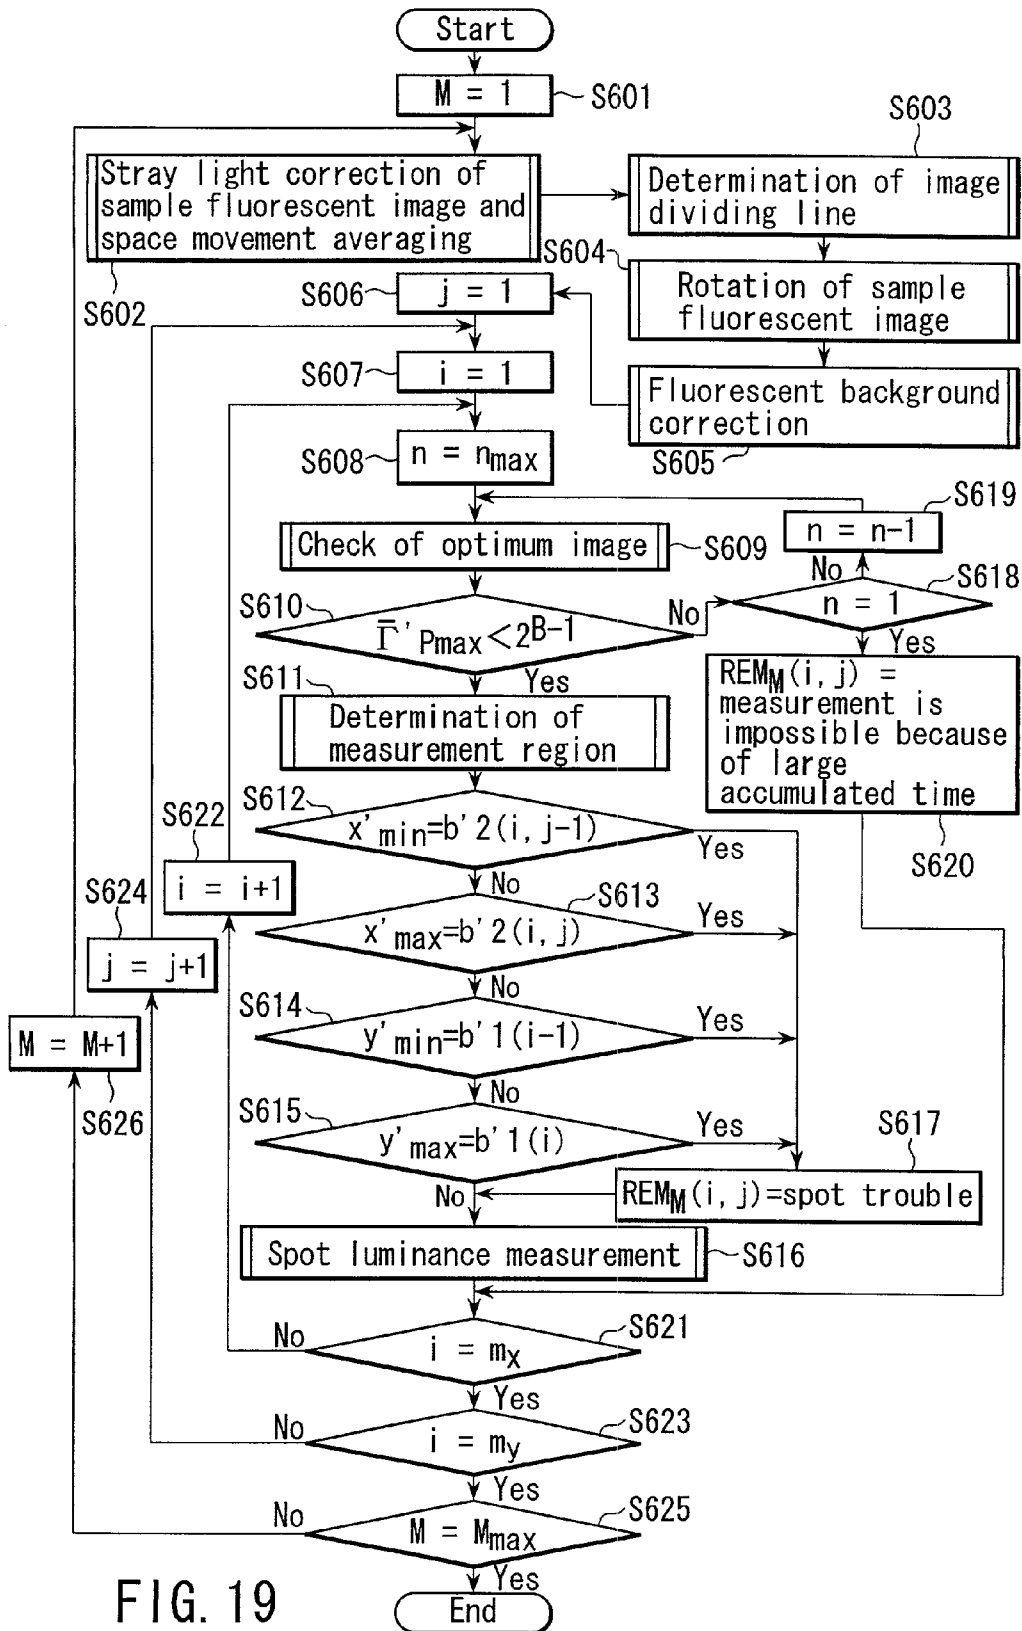 Start
M = 1
S601
S603
Stray light correction of
sample fluorescent image and
space movement averaging
S602
Determination of image
dividing line
S604
Rotation of sample
fluorescent image
S606
j = 1
S607
i = 1
Fluorescent background
correction
S605
S608
n = nmax
S619
n = n-1
Check of optimum image
S609
No
S618
n = 1
S610
Γ̄'Pmax<2B-1
No
Yes
Yes
S611
Determination of
measurement region
REMM(i,j) =
measurement is
impossible because
of large
accumulated time
S620
S612
x'min=b'2(i,j-1)
Yes
No
S622
i = i+1
S613
x'max=b'2(i,j)
Yes
No
S624
j = j+1
S614
y'min=b'1(i-1)
Yes
No
M = M+1
S626
S615
y'max=b'1(i)
Yes
No
S617
REMM(i,j)=spot trouble
Spot luminance measurement
S616
No
i = mx
S621
Yes
No
i = my
S623
Yes
No
M = Mmax
S625
Yes
End
FIG. 19